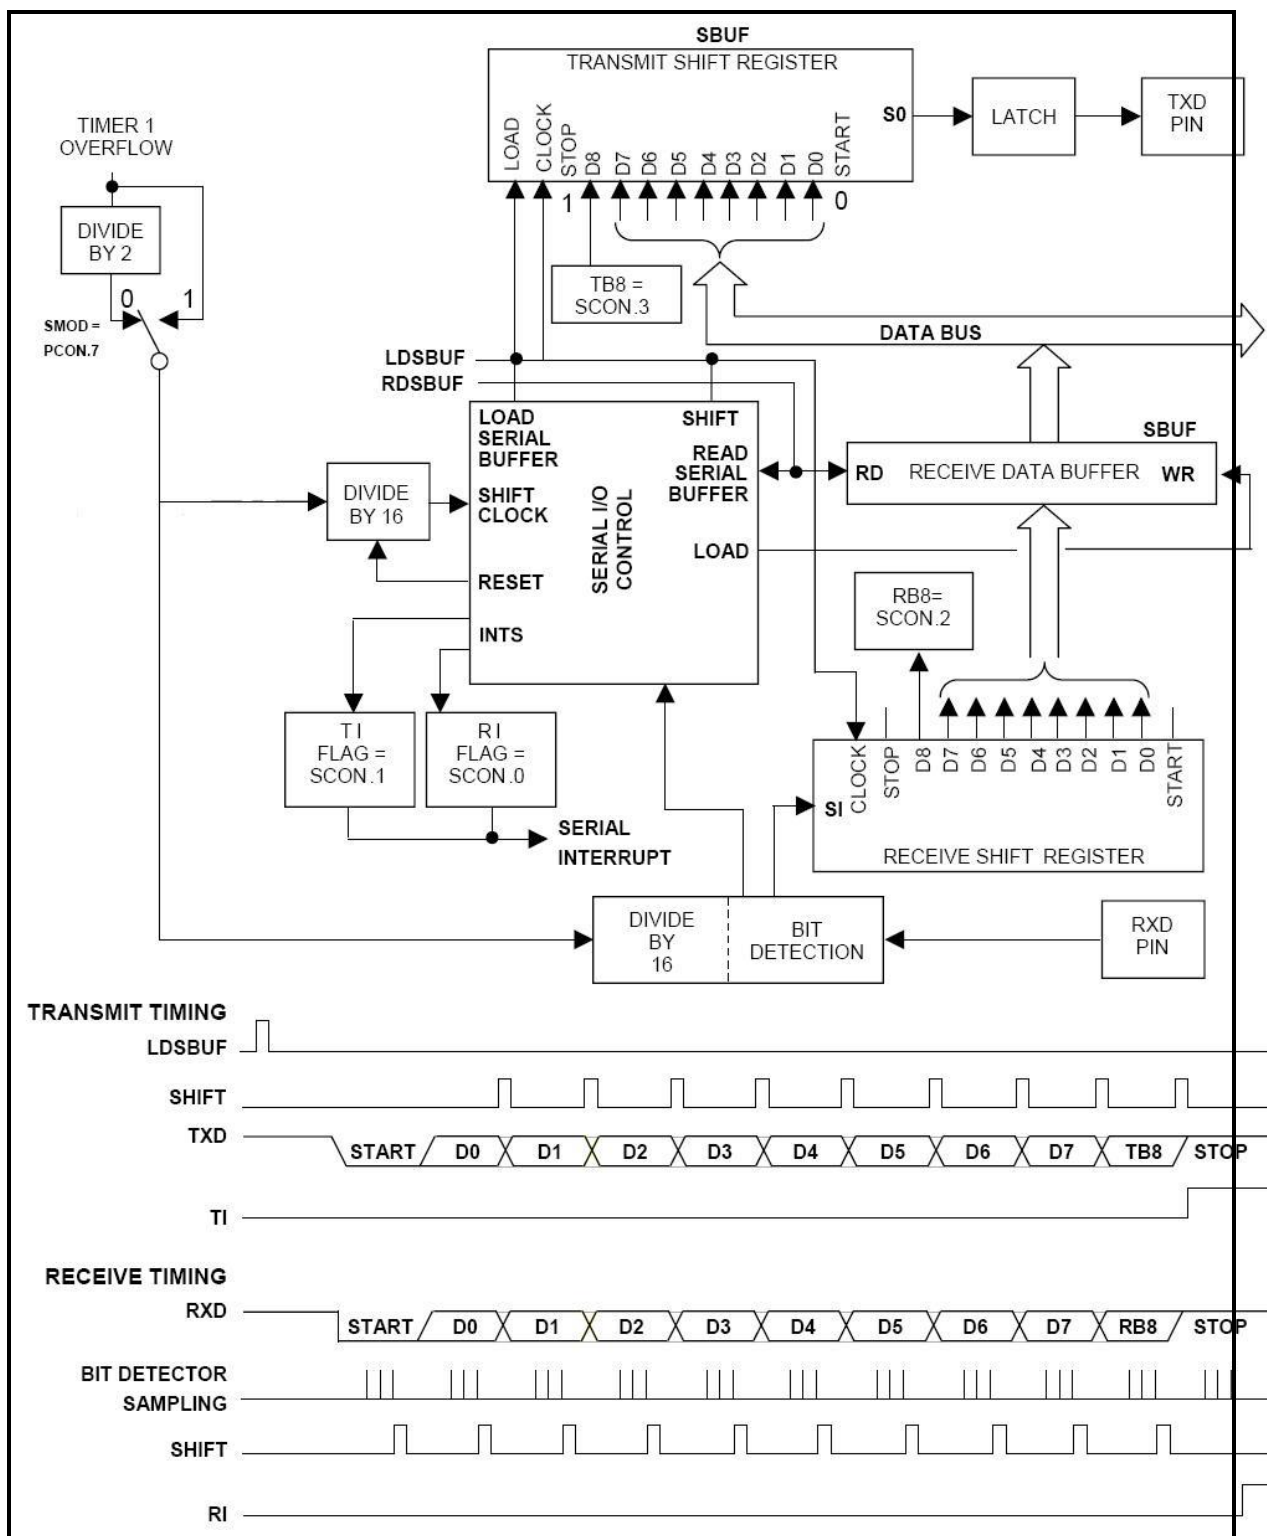 SBUF
TRANSMIT SHIFT REGISTER
LOAD
CLOCK
STOP
D8
D7
D6
D5
D4
D3
D2
D1
D0
START
S0
LATCH
TXD
PIN
1
0
TIMER 1
OVERFLOW
DIVIDE
BY 2
0
1
SMOD =
PCON.7
TB8 =
SCON.3
DATA BUS
LDSBUF
RDSBUF
LOAD
SERIAL
BUFFER
SHIFT
READ
SERIAL
BUFFER
SHIFT
CLOCK
SERIAL I/O
CONTROL
LOAD
RESET
INTS
DIVIDE
BY 16
SBUF
RD
RECEIVE DATA BUFFER
WR
RB8=
SCON.2
T I
FLAG =
SCON.1
R I
FLAG =
SCON.0
SERIAL
INTERRUPT
SI
CLOCK
STOP
D8
D7
D6
D5
D4
D3
D2
D1
D0
START
RECEIVE SHIFT REGISTER
DIVIDE
BY
16
BIT
DETECTION
RXD
PIN
TRANSMIT TIMING
LDSBUF
SHIFT
TXD
START D0 D1 D2 D3 D4 D5 D6 D7 TB8 STOP
TI
RECEIVE TIMING
RXD
START D0 D1 D2 D3 D4 D5 D6 D7 RB8 STOP
BIT DETECTOR
SAMPLING
SHIFT
RI